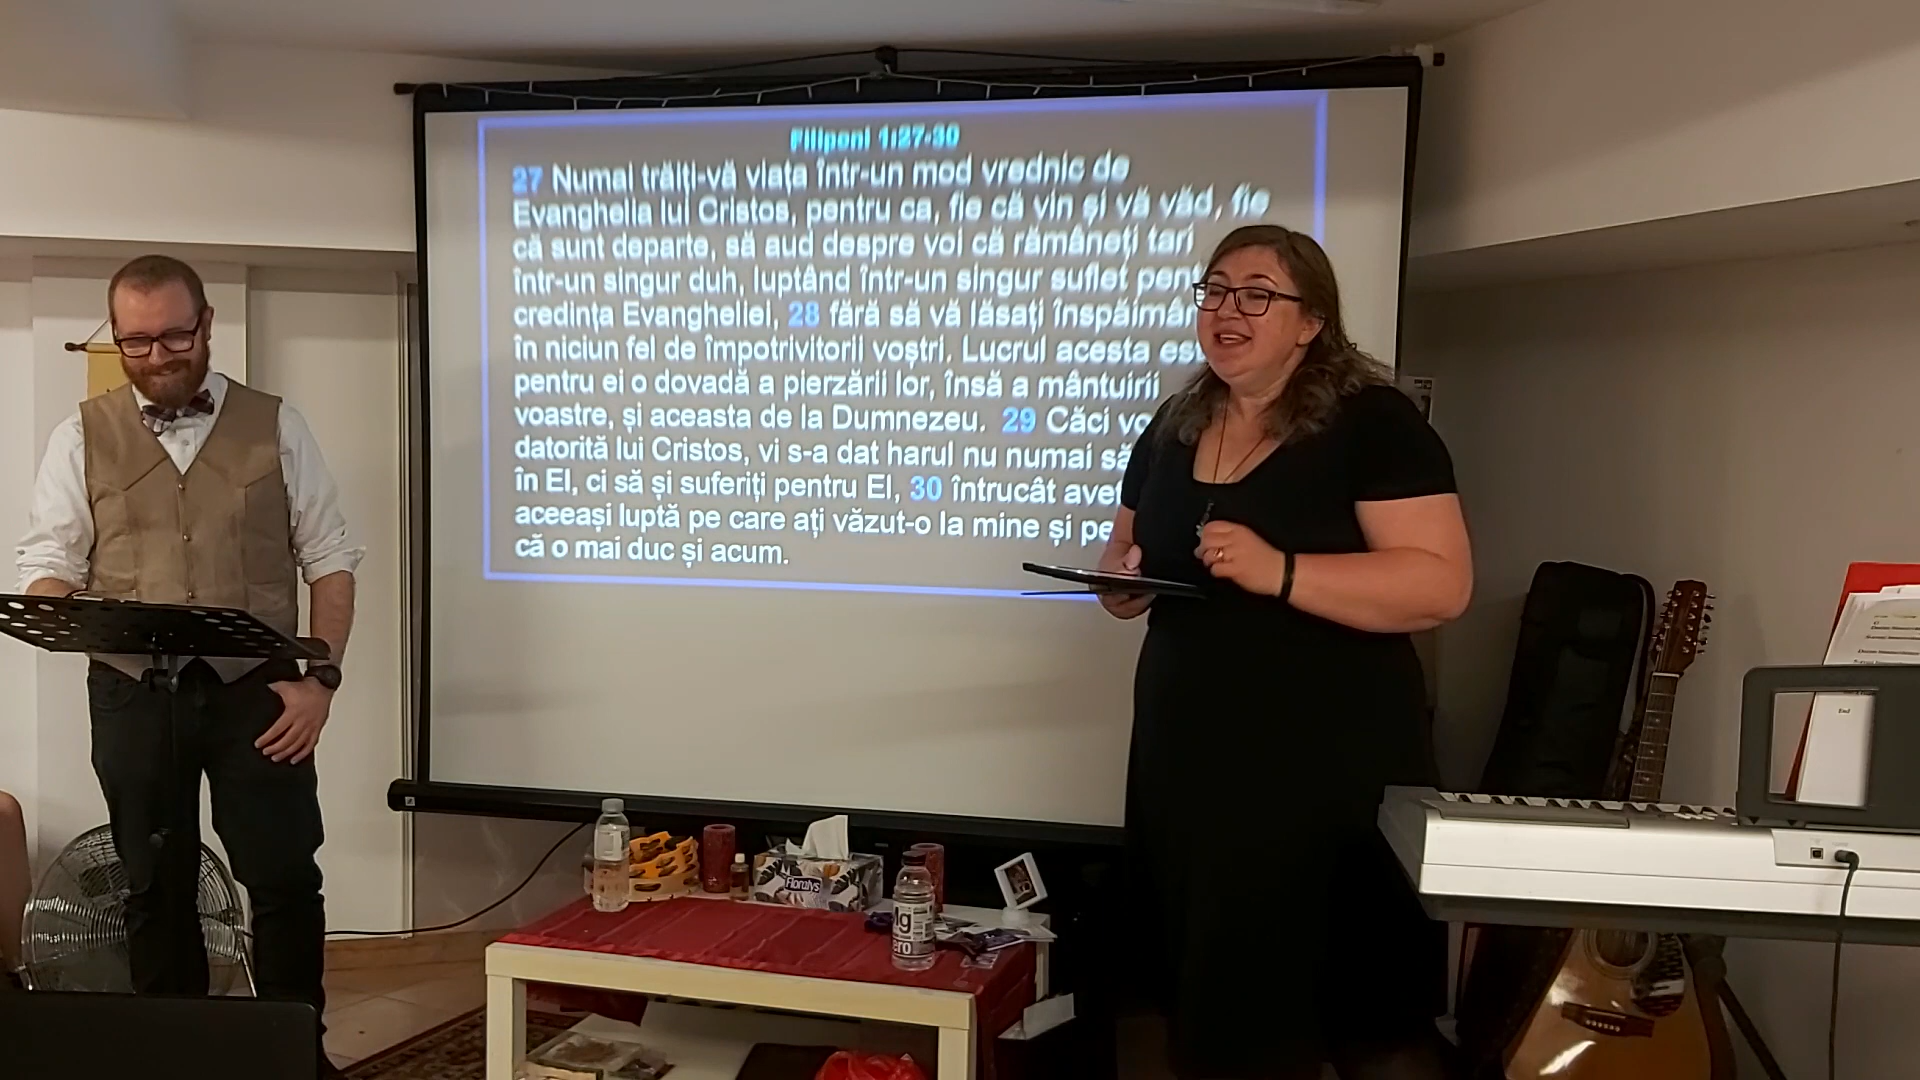 Filipeni 1:27-30
27 Numai trăiți-vă viața într-un mod vrednic de
Evanghelia lui Cristos, pentru ca, fie că vin și vă văd, fie
că sunt departe, să aud despre voi că rămâneți tari
într-un singur duh, luptând într-un singur suflet pent
credința Evangheliei, 28 fără să vă lăsați înspăimân
în niciun fel de împotrivitorii voștri. Lucrul acesta es
pentru ei o dovadă a pierzării lor, însă a mântuirii
voastre, și aceasta de la Dumnezeu. 29 Căci vo
datorită lui Cristos, vi s-a dat harul nu numai să
în El, ci să și suferiți pentru El, 30 întrucât aveț
aceeași luptă pe care ați văzut-o la mine și pe
că o mai duc și acum.
Floralys
Mg
ero